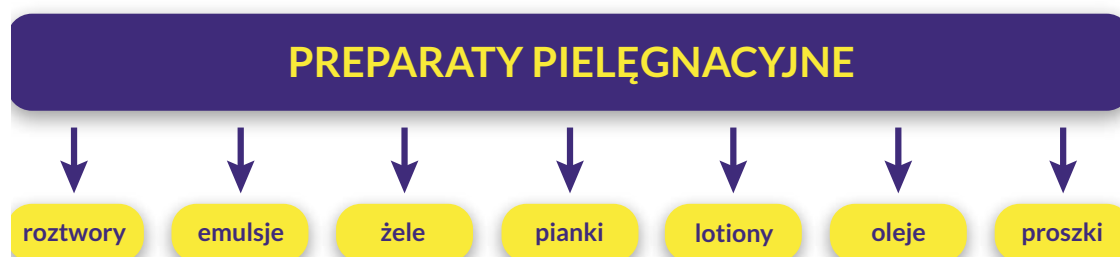 PREPARATY PIELĘGNACYJNE
roztwory emulsje żele pianki lotiony oleje proszki